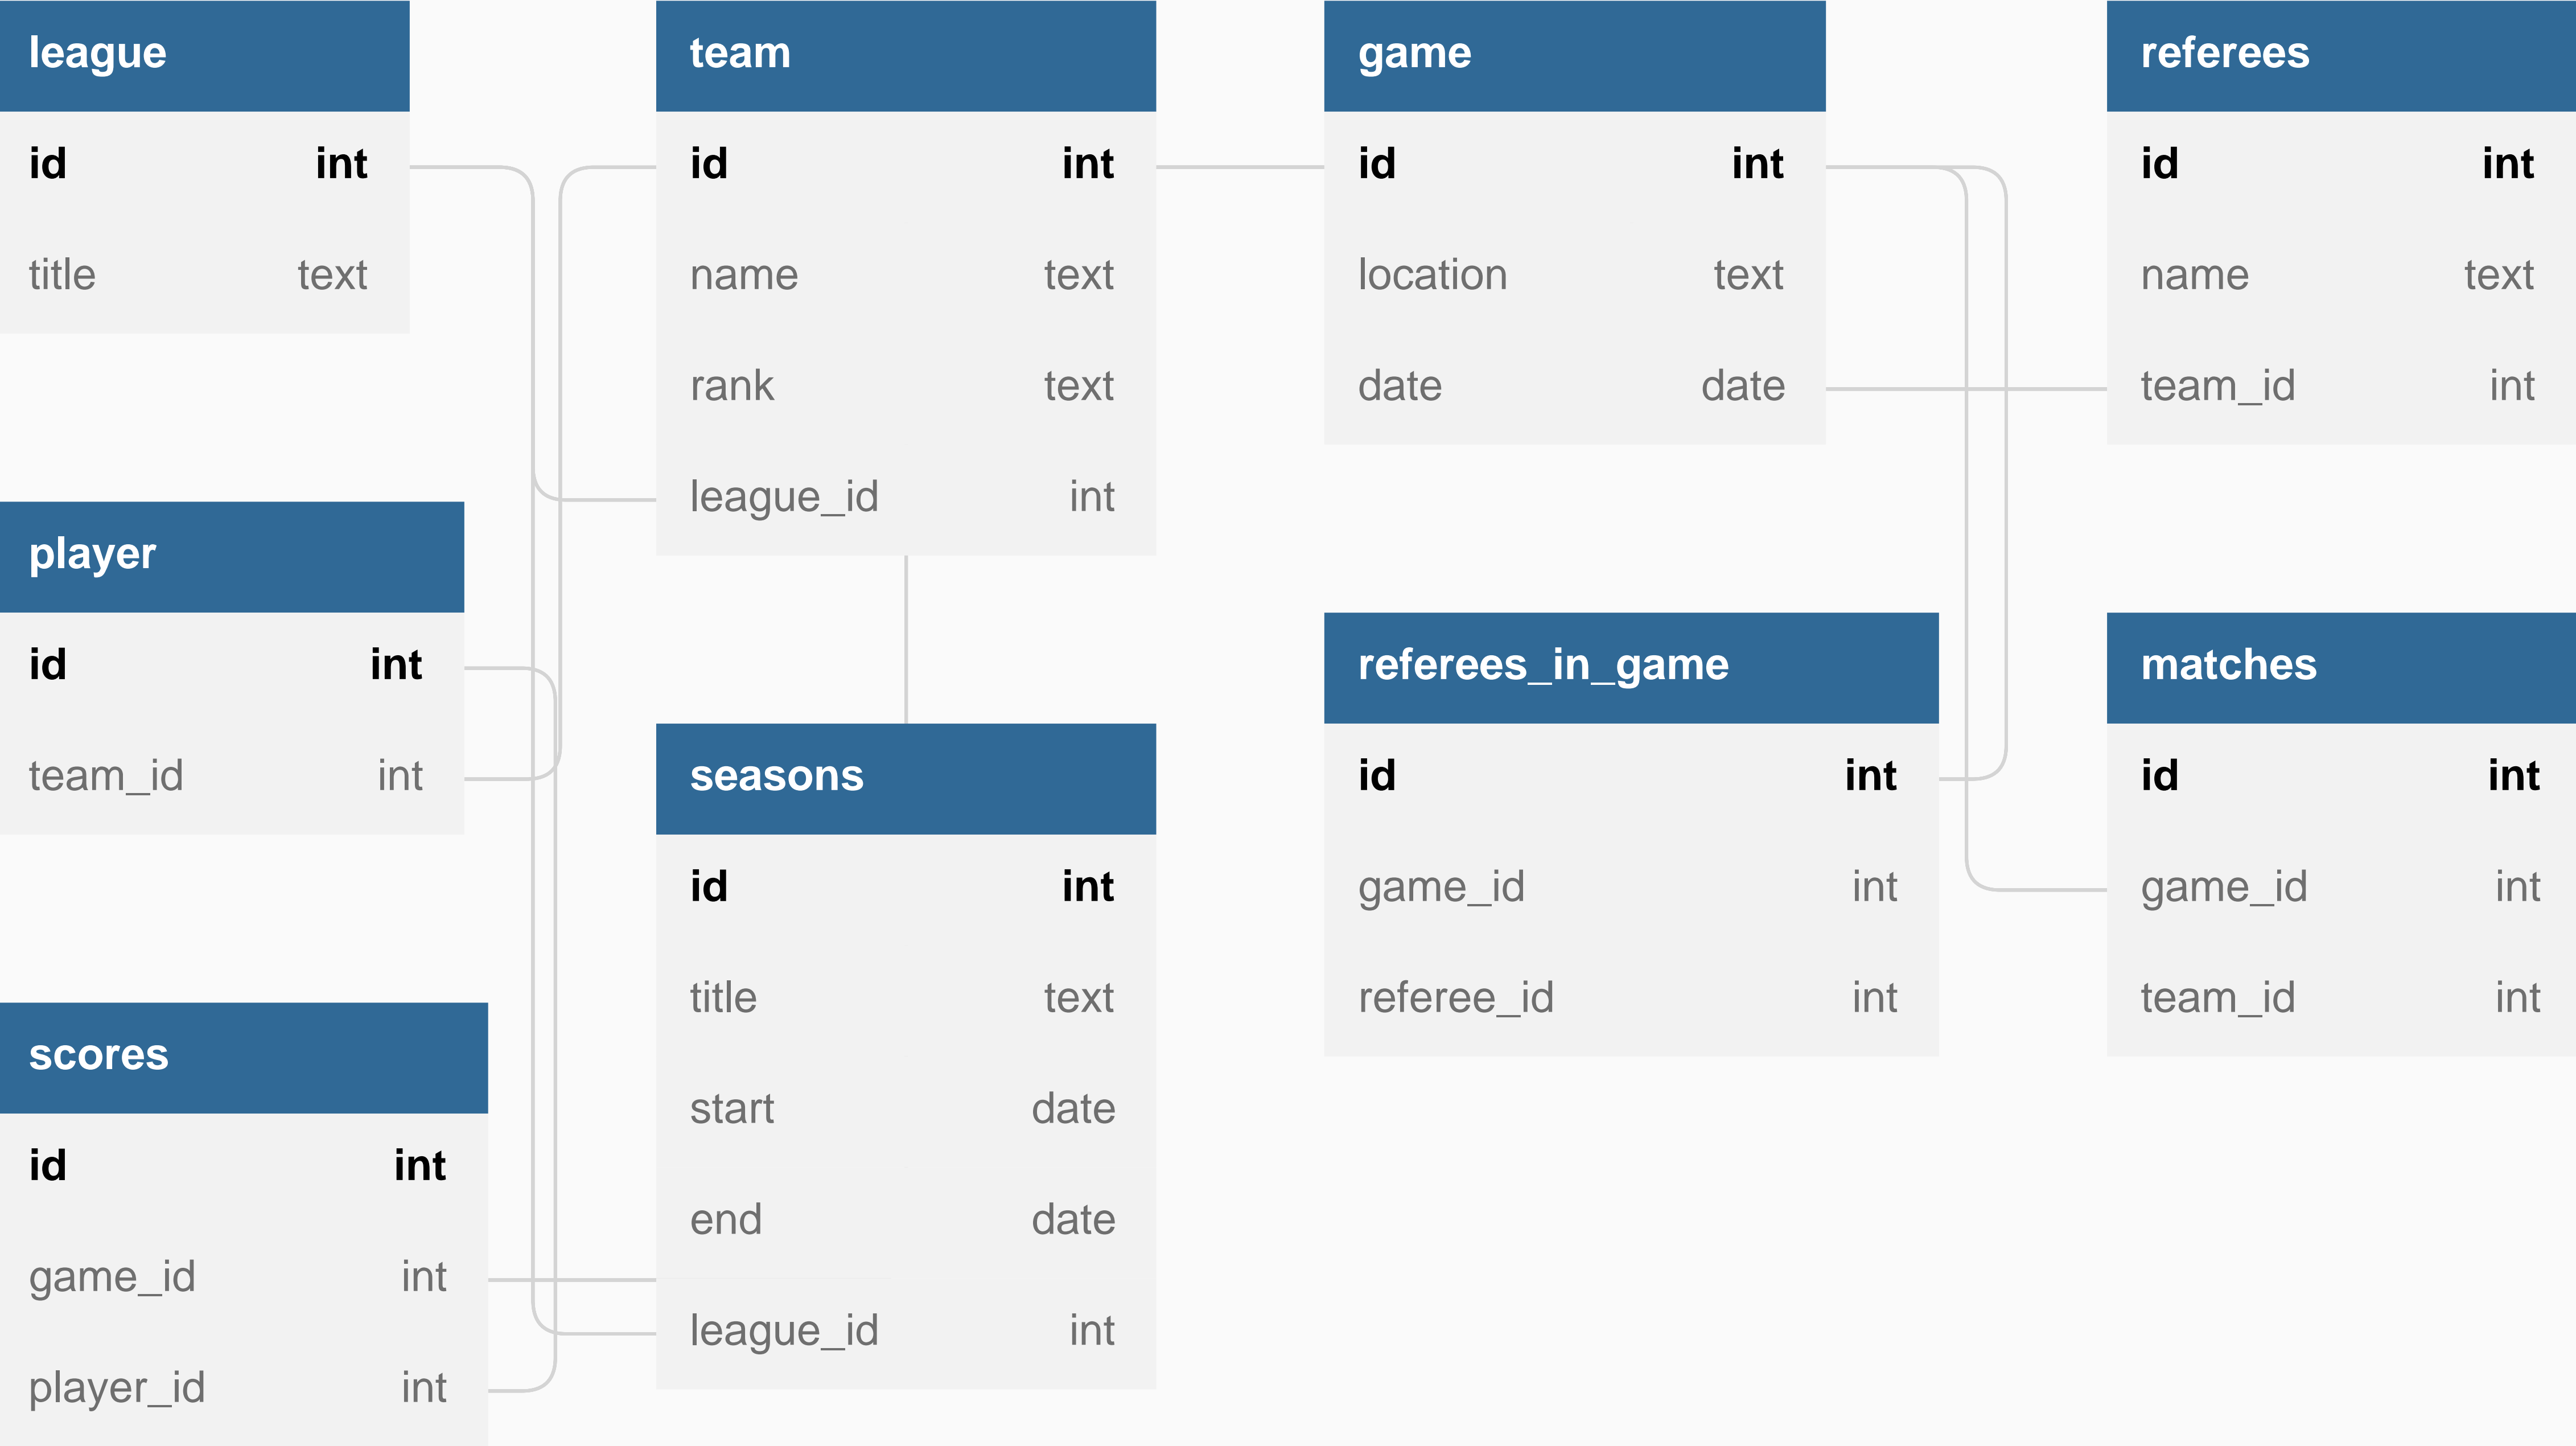 league
id int
title text
team
id int
name text
rank text
league_id int
game
id int
location text
date date
referees
id int
name text
team_id int
player
id int
team_id int
seasons
id int
title text
start date
end date
league_id int
referees_in_game
id int
game_id int
referee_id int
matches
id int
game_id int
team_id int
scores
id int
game_id int
player_id int